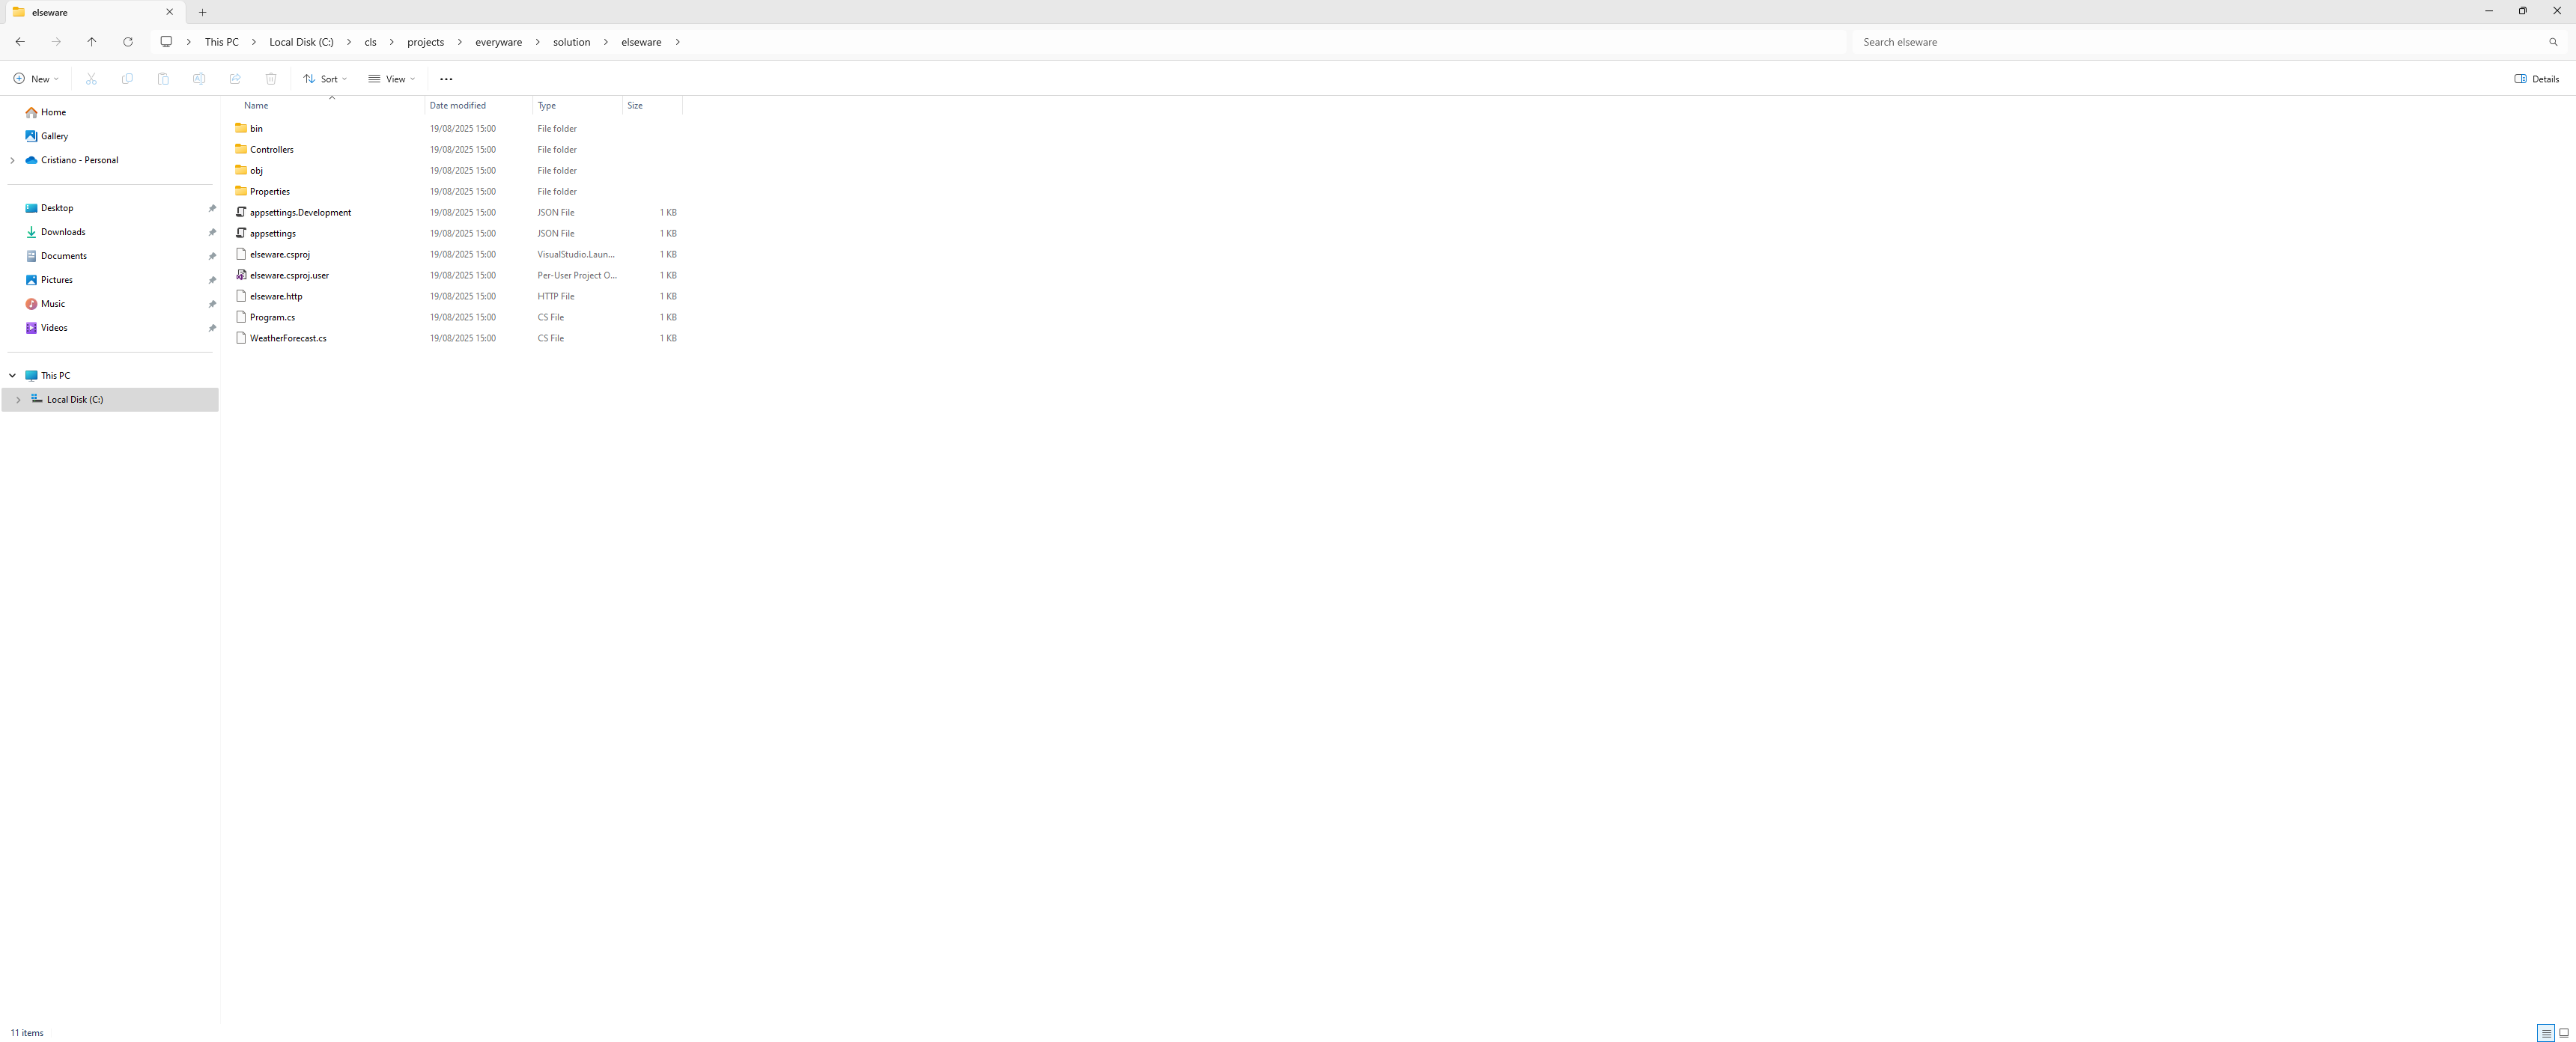 elseware
This PC Local Disk (C:) cls projects everyware solution elseware
Search elseware
New Sort View Details
Name Date modified Type Size
Home
Gallery
Cristiano - Personal
Desktop
Downloads
Documents
Pictures
Music
Videos
This PC
Local Disk (C:)
bin 19/08/2025 15:00 File folder
Controllers 19/08/2025 15:00 File folder
obj 19/08/2025 15:00 File folder
Properties 19/08/2025 15:00 File folder
appsettings.Development 19/08/2025 15:00 JSON File 1 KB
appsettings 19/08/2025 15:00 JSON File 1 KB
elseware.csproj 19/08/2025 15:00 VisualStudio.Laun... 1 KB
elseware.csproj.user 19/08/2025 15:00 Per-User Project O... 1 KB
elseware.http 19/08/2025 15:00 HTTP File 1 KB
Program.cs 19/08/2025 15:00 CS File 1 KB
WeatherForecast.cs 19/08/2025 15:00 CS File 1 KB
11 items